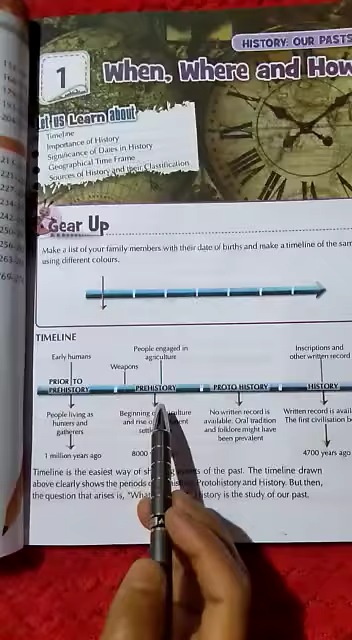 HISTORY: OUR PASTS
1
When, Where and How
Let us Learn about
Timeline
Importance of History
Significance of Dates in History
Geographical Time Frame
Sources of History and their Classification
Gear Up
Make a list of your family members with their date of births and make a timeline of the same
using different colours.
TIMELINE
Early humans
Weapons
People engaged in
agriculture
Inscriptions and
other written record
PRIOR TO
PREHISTORY
PREHISTORY
PROTO HISTORY
HISTORY
People living as
hunters and
gatherers
Beginning of agriculture
and rise of
No written record is
available. Oral tradition
and folklore might have
been prevalent
Written record is
The first civilisation
1 million years ago
8000
4700 years ago
Timeline is the easiest way of of the past. The timeline drawn
above clearly shows the periods Protohistory and History. But then,
the question that arises is, "What History is the study of our past.